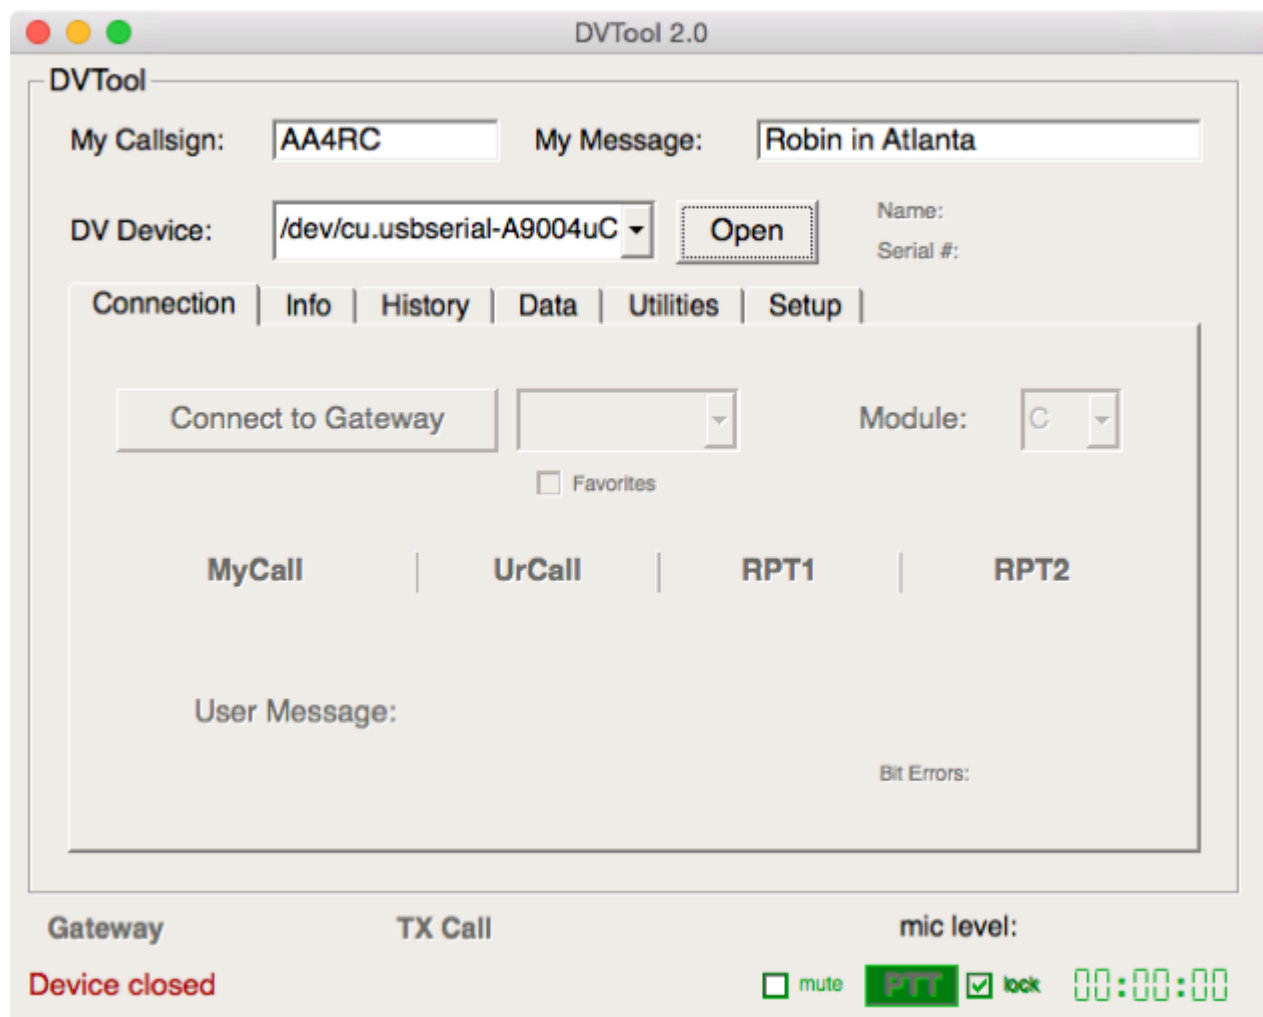 DVTool 2.0
DVTool
My Callsign: AA4RC My Message: Robin in Atlanta
DV Device: /dev/cu.usbserial-A9004uC Open
Name:
Serial #:
Connection Info History Data Utilities Setup
Connect to Gateway Module: C
Favorites
MyCall UrCall RPT1 RPT2
User Message:
Bit Errors:
Gateway TX Call mic level:
Device closed mute PTT lock 00:00:00